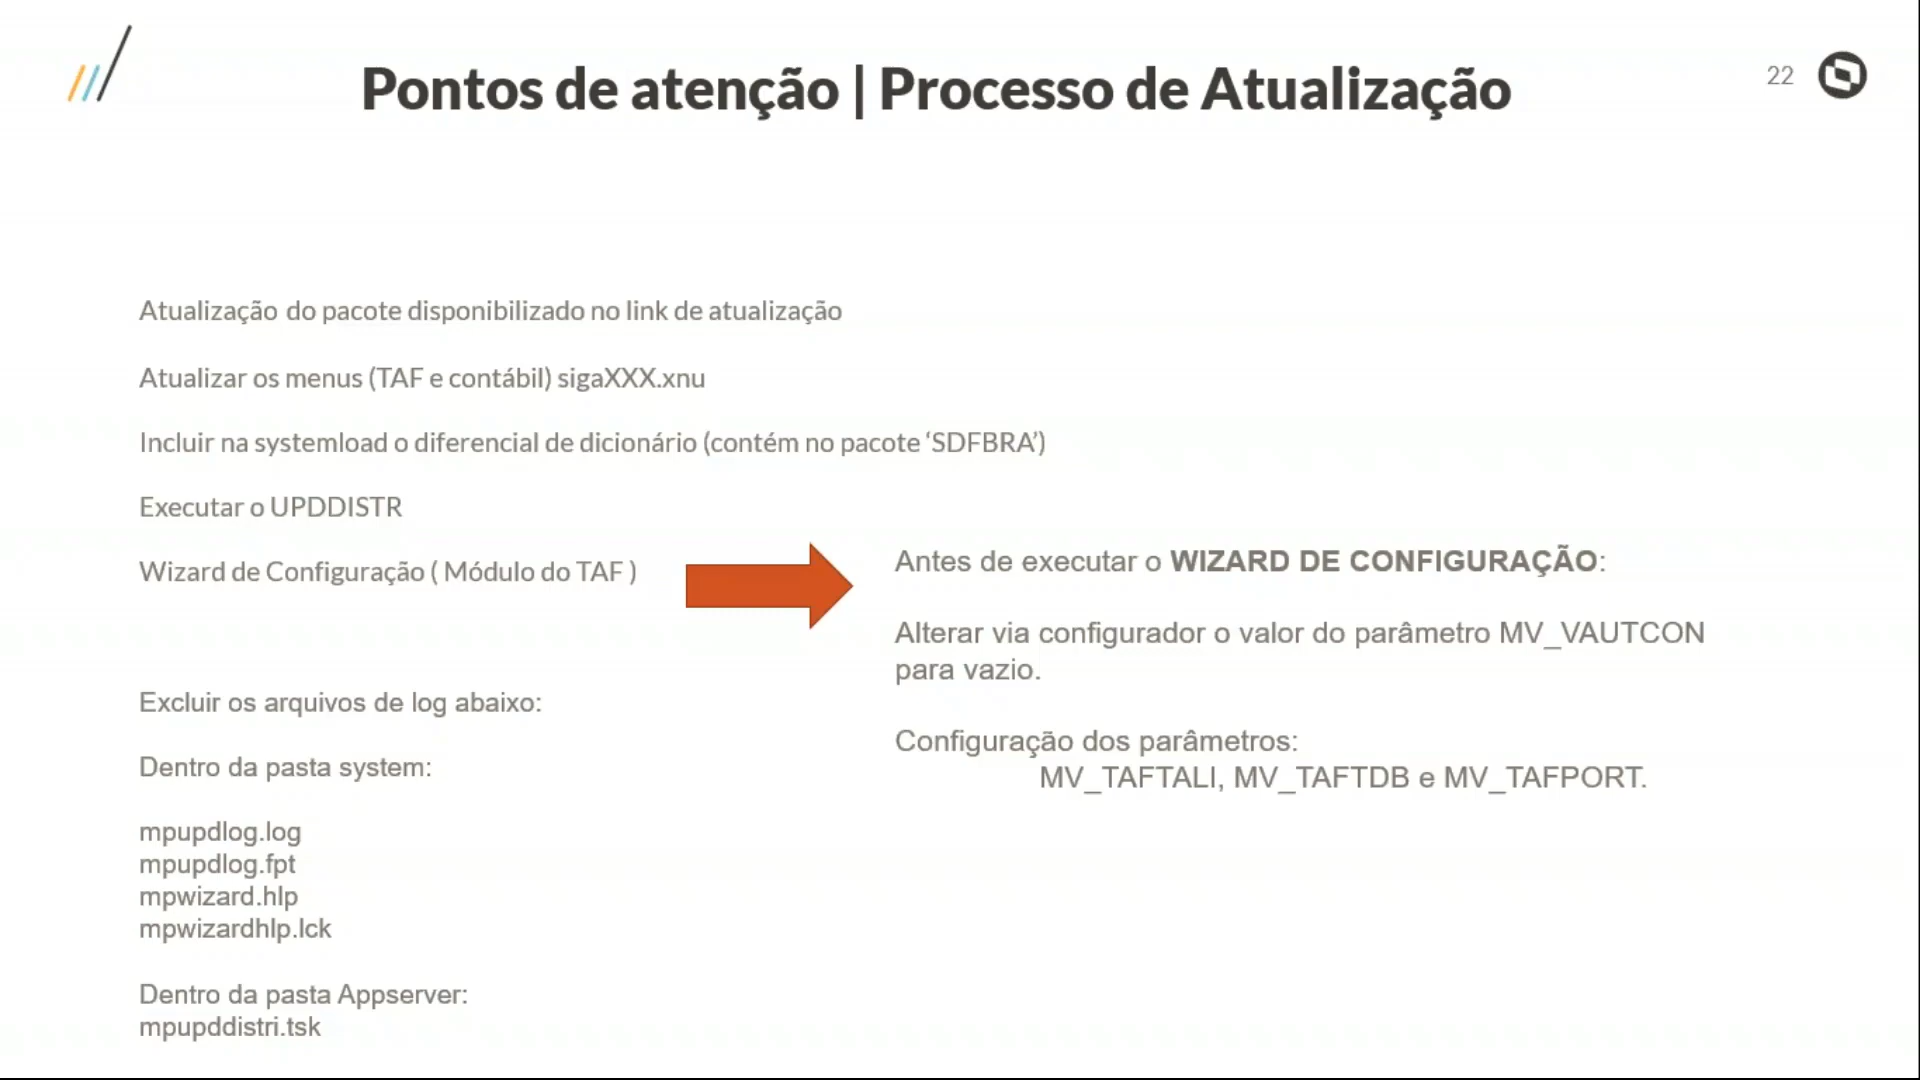 Pontos de atenção | Processo de Atualização
22
Atualização do pacote disponibilizado no link de atualização
Atualizar os menus (TAF e contábil) sigaXXX.xnu
Incluir na systemload o diferencial de dicionário (contém no pacote ‘SDFBRA’)
Executar o UPDDISTR
Wizard de Configuração ( Módulo do TAF )
Excluir os arquivos de log abaixo:
Dentro da pasta system:
mpupdlog.log
mpupdlog.fpt
mpwizard.hlp
mpwizardhlp.lck
Dentro da pasta Appserver:
mpupddistri.tsk
Antes de executar o WIZARD DE CONFIGURAÇÃO:
Alterar via configurador o valor do parâmetro MV_VAUTCON
para vazio.
Configuração dos parâmetros:
MV_TAFTALI, MV_TAFTDB e MV_TAFPORT.